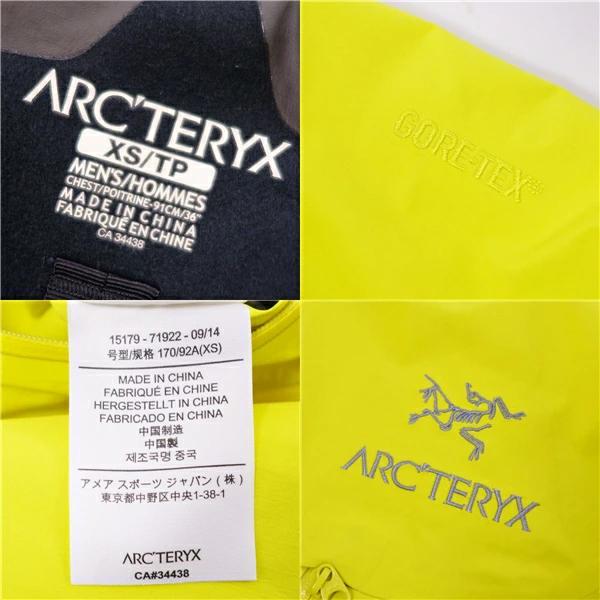 ARC'TERYX
XS/TP
MEN'S/HOMMES
CHEST/POITRINE-91CM/36"
MADE IN CHINA
FABRIQUÉ EN CHINE
CA 34438
GORE-TEX
15179 - 71922 - 09/14
号型/规格 170/92A(XS)
MADE IN CHINA
FABRIQUÉ EN CHINE
HERGESTELLT IN CHINA
FABRICADO EN CHINA
中国制造
中国製
제조국명 중국
アメア スポーツ ジャパン (株)
東京都中野区中央1-38-1
ARC'TERYX
CA#34438
ARC'TERYX